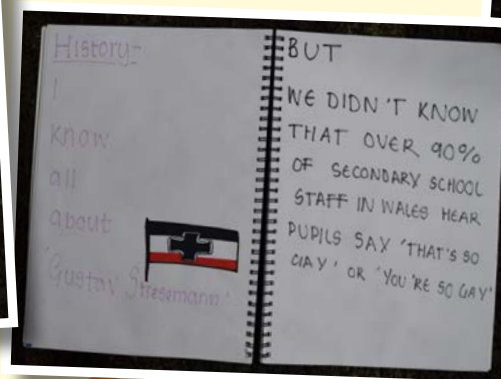 History-
I
know
all
about
'Gustav Stresemann'
BUT
WE DIDN'T KNOW
THAT OVER 90%
OF SECONDARY SCHOOL
STAFF IN WALES HEAR
PUPILS SAY 'THAT'S SO
GAY' OR 'YOU'RE SO GAY'